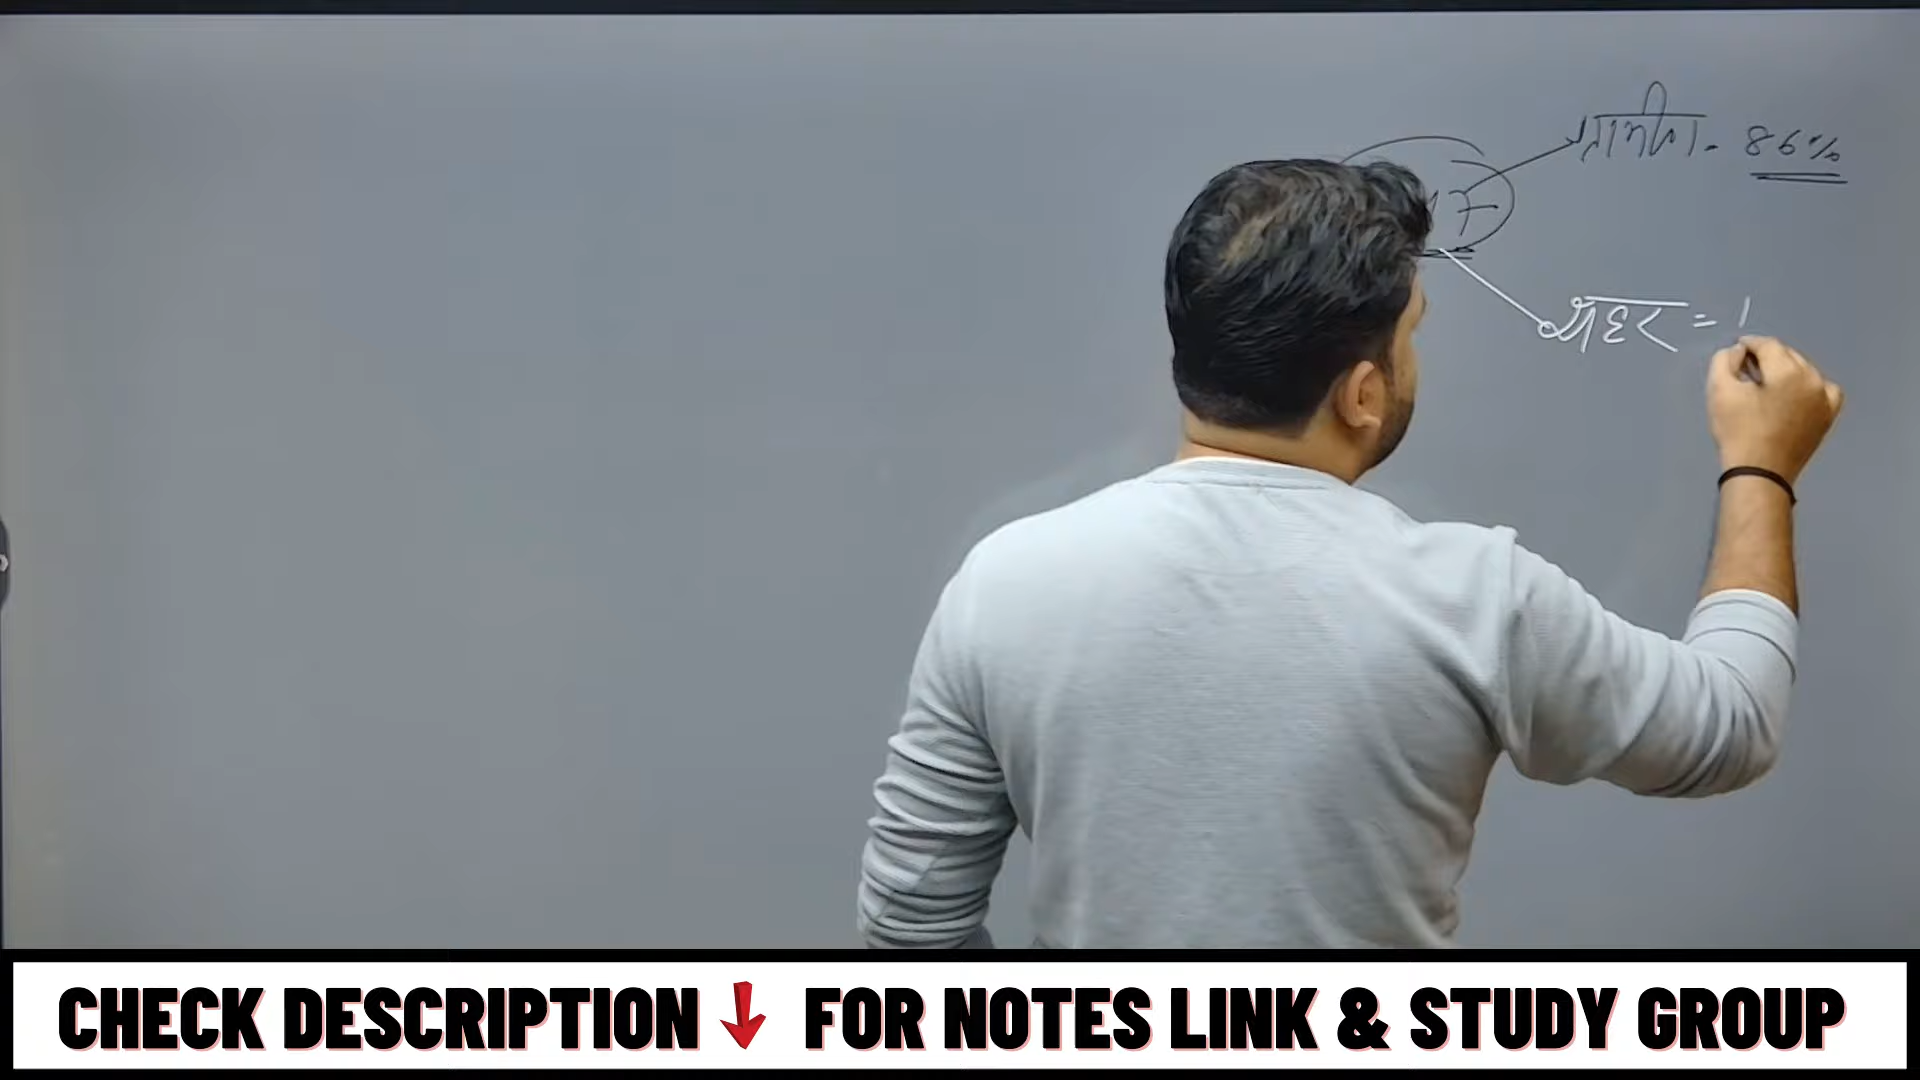 ग्रामीण - 86%
शहर = 1
CHECK DESCRIPTION FOR NOTES LINK & STUDY GROUP